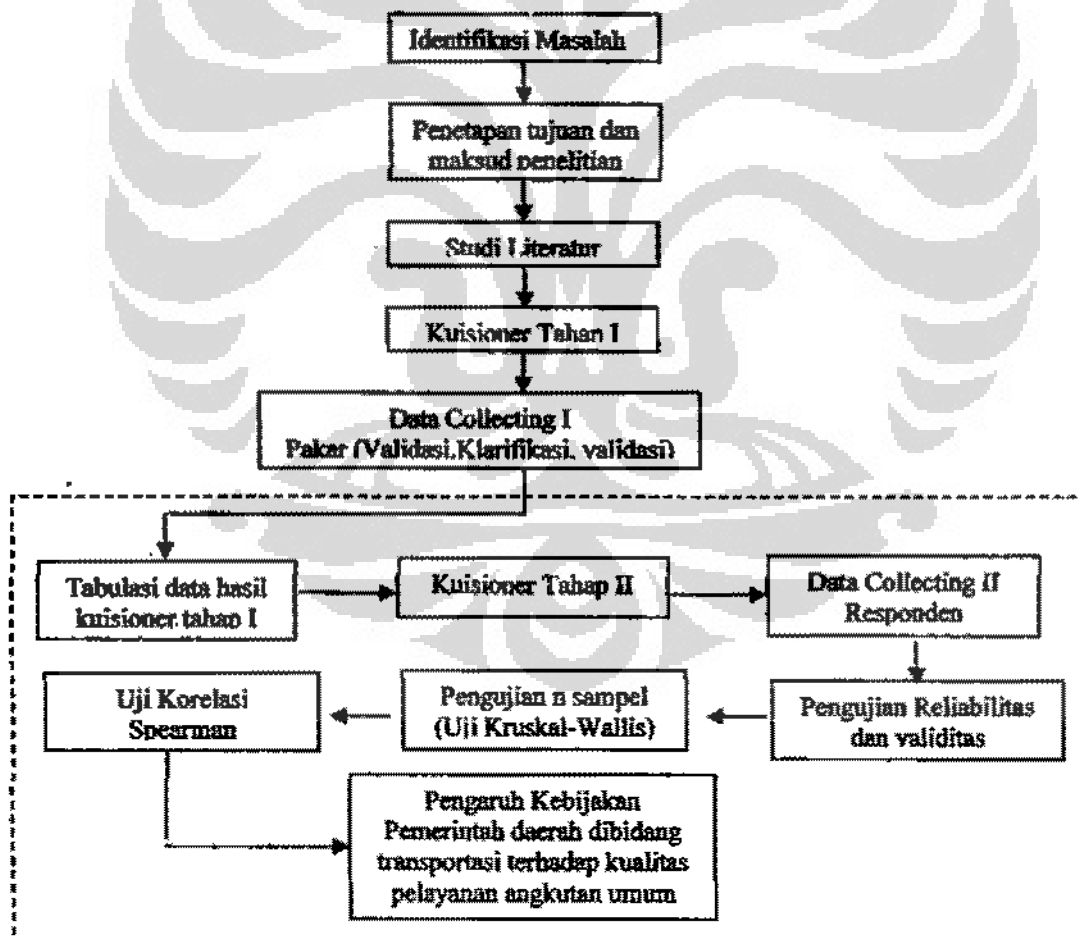 Identifikasi Masalah
Penetapan tujuan dan
maksud penelitian
Studi Literatur
Kuisioner Tahap I
Data Collecting I
Pakar (Validasi,Klarifikasi, validasi)
Tabulasi data hasil
kuisioner tahap I
Kuisioner Tahap II
Data Collecting II
Responden
Pengujian Reliabilitas
dan validitas
Pengujian n sampel
(Uji Kruskal-Wallis)
Uji Korelasi
Spearman
Pengaruh Kebijakan
Pemerintah daerah dibidang
transportasi terhadap kualitas
pelayanan angkutan umum